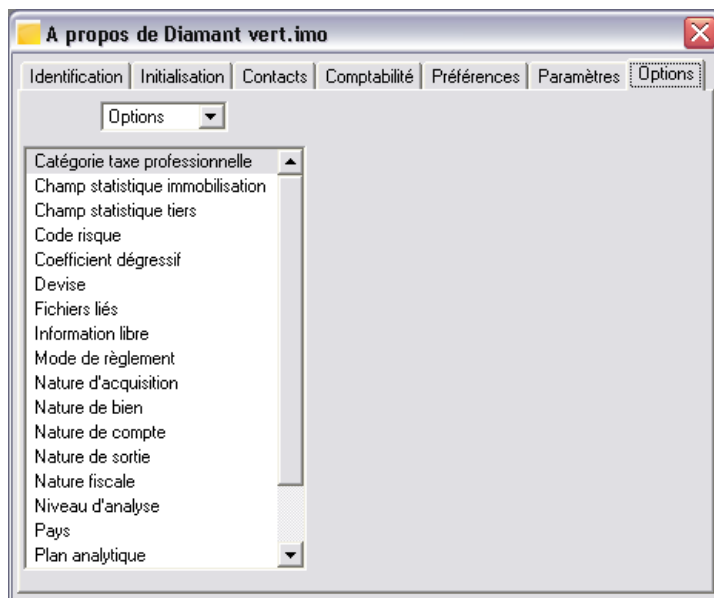 A propos de Diamant vert.imo
Identification Initialisation Contacts Comptabilité Préférences Paramètres Options
Options
Catégorie taxe professionnelle
Champ statistique immobilisation
Champ statistique tiers
Code risque
Coefficient dégressif
Devise
Fichiers liés
Information libre
Mode de règlement
Nature d'acquisition
Nature de bien
Nature de compte
Nature de sortie
Nature fiscale
Niveau d'analyse
Pays
Plan analytique